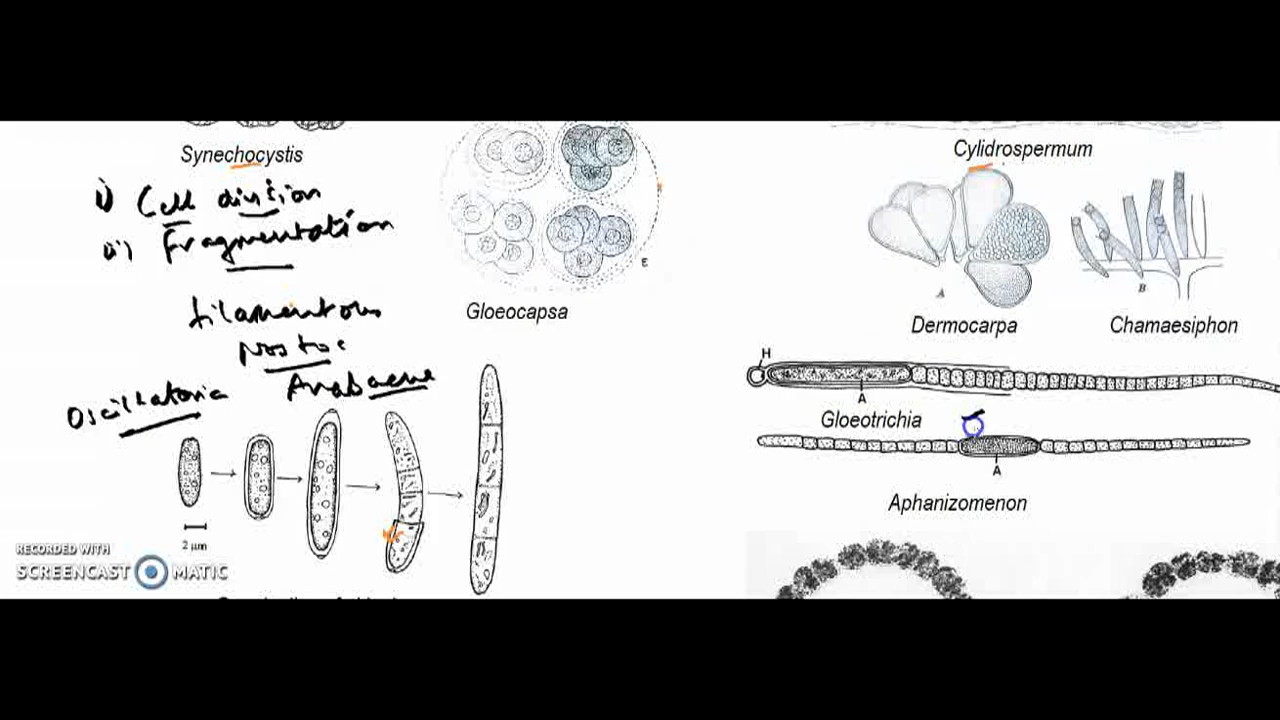 Synechocystis
i) Cell division
ii) Fragmentation
filamentous
Nostoc
Anabaena
Oscillatoria
2 µm
RECORDED WITH
SCREENCAST MATIC
E
Gloeocapsa
Cylidrospermum
A
B
Dermocarpa
Chamaesiphon
H
A
Gloeotrichia
A
Aphanizomenon